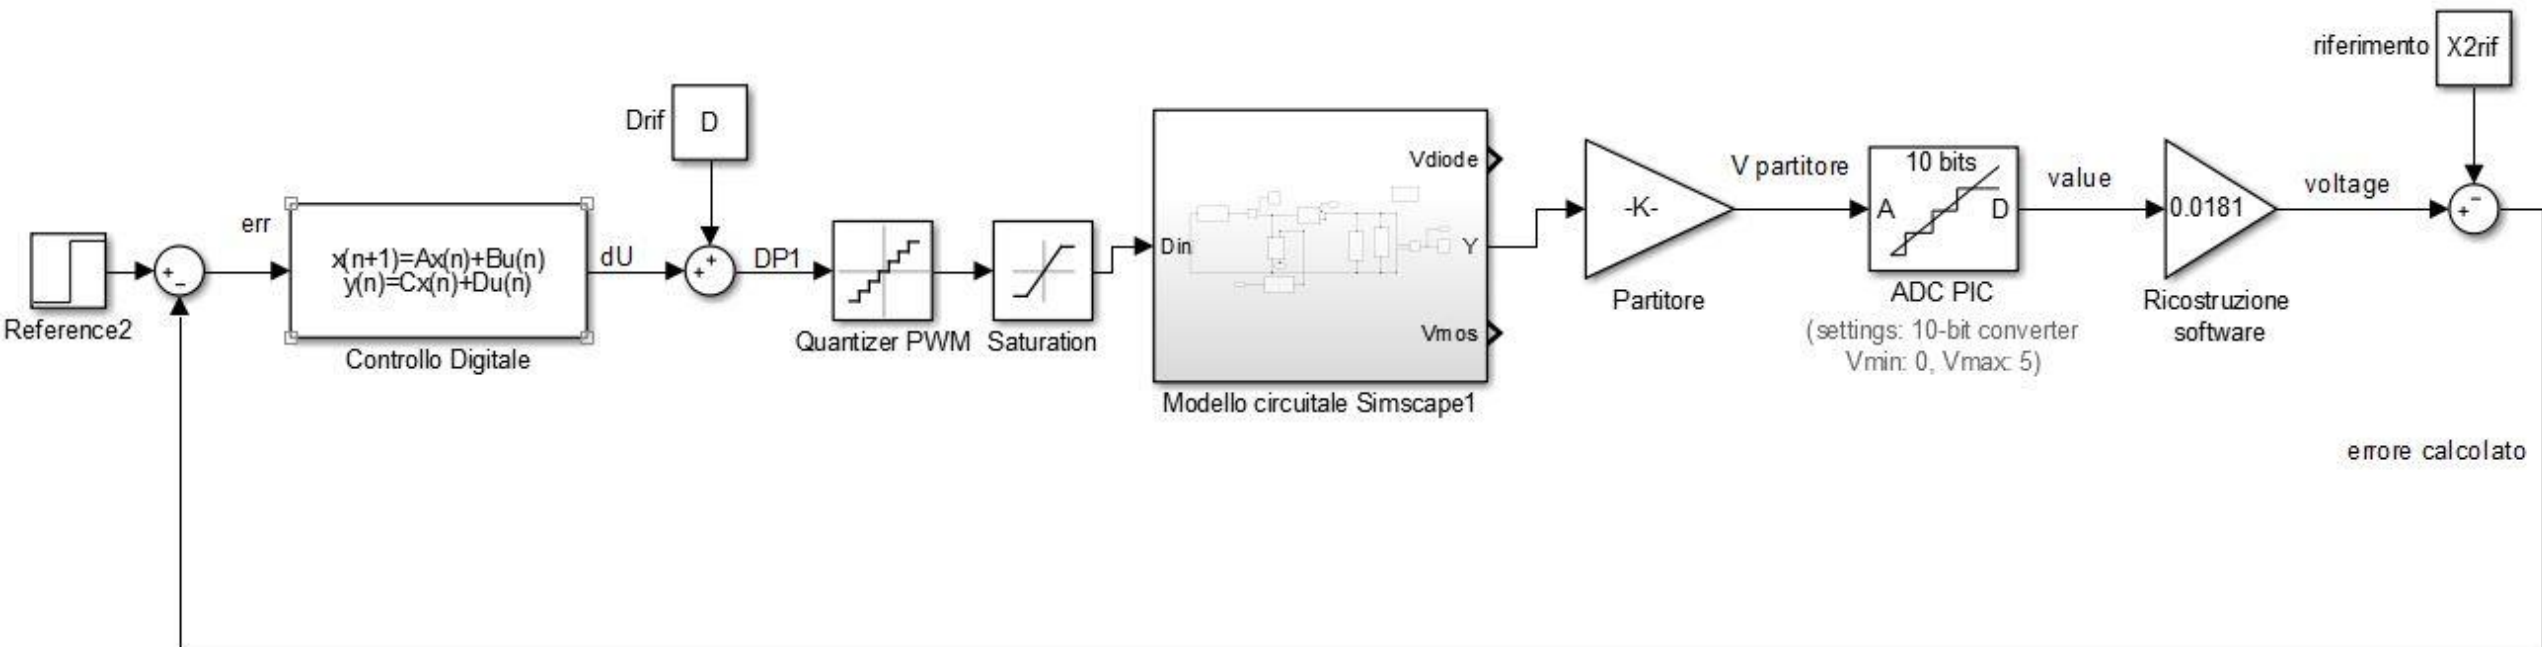 riferimento
X2rif
Drif
D
Reference2
+
−
err
x(n+1)=Ax(n)+Bu(n)
y(n)=Cx(n)+Du(n)
Controllo Digitale
dU
+
+
DP1
Quantizer PWM
Saturation
Din
Vdiode
Y
Vmos
Modello circuitale Simscape1
-K-
Partitore
V partitore
10 bits
A
D
ADC PIC
(settings: 10-bit converter
Vmin: 0, Vmax: 5)
value
0.0181
Ricostruzione
software
voltage
+
−
errore calcolato